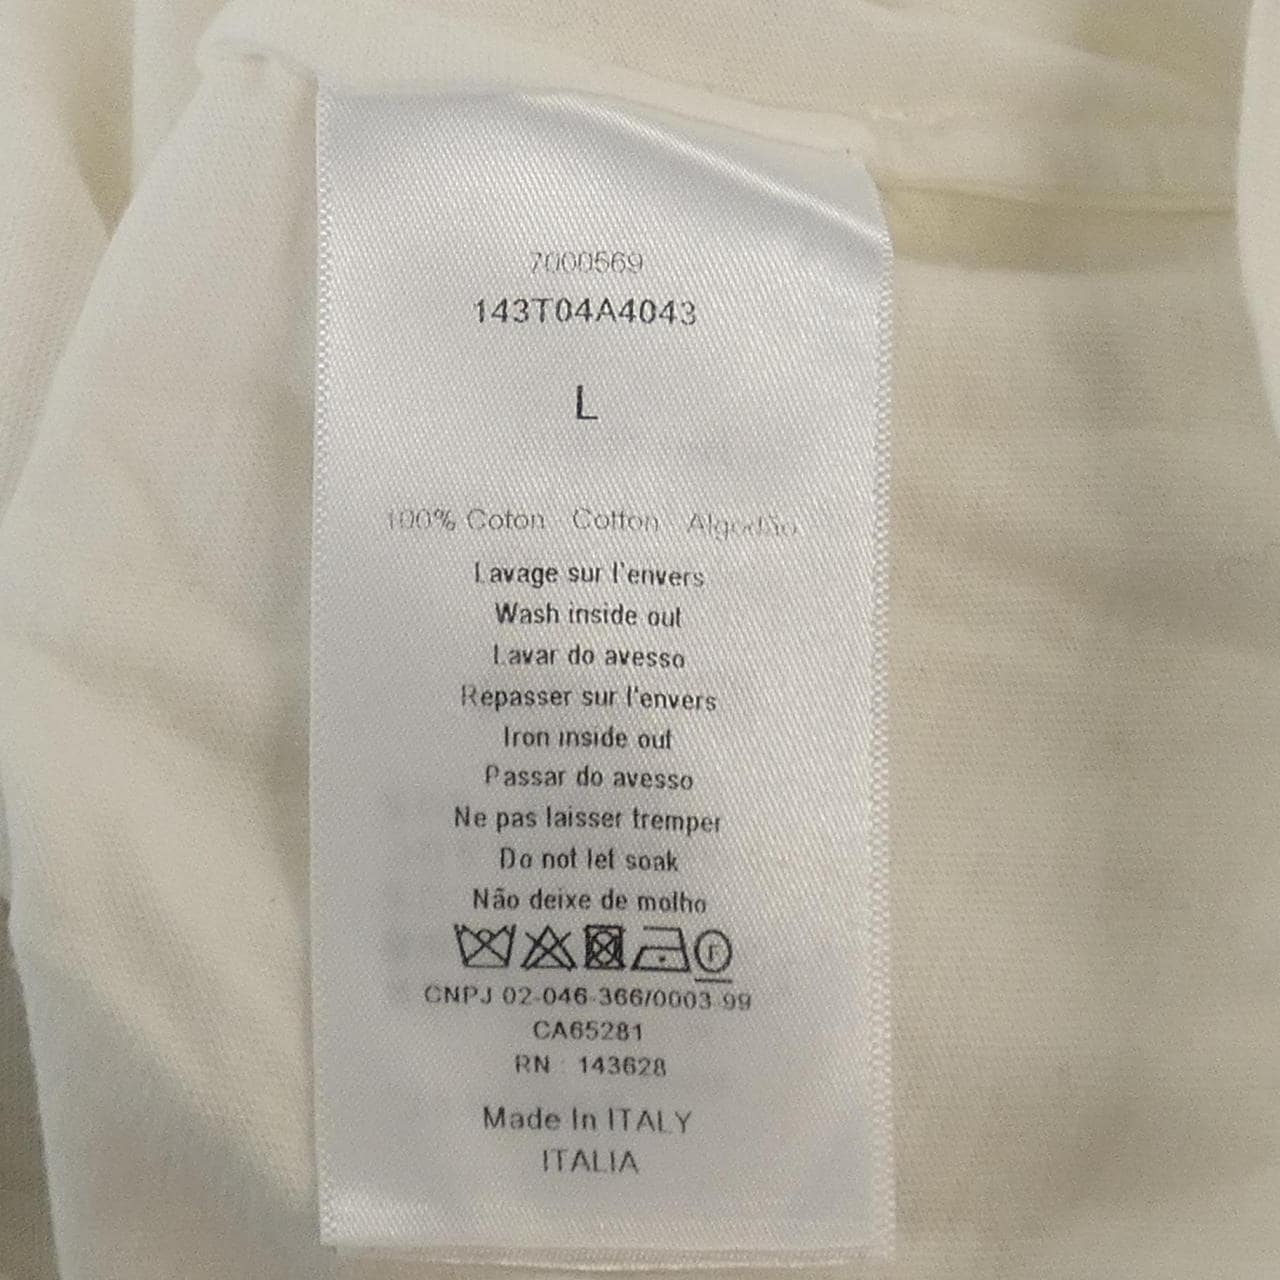 7000569
143T04A4043
L
100% Coton - Cotton Algodão
Lavage sur l'envers
Wash inside out
Lavar do avesso
Repasser sur l'envers
Iron inside out
Passar do avesso
Ne pas laisser tremper
Do not let soak
Não deixe de molho
F
CNPJ 02-046-366/0003-99
CA65281
RN : 143628
Made In ITALY
ITALIA